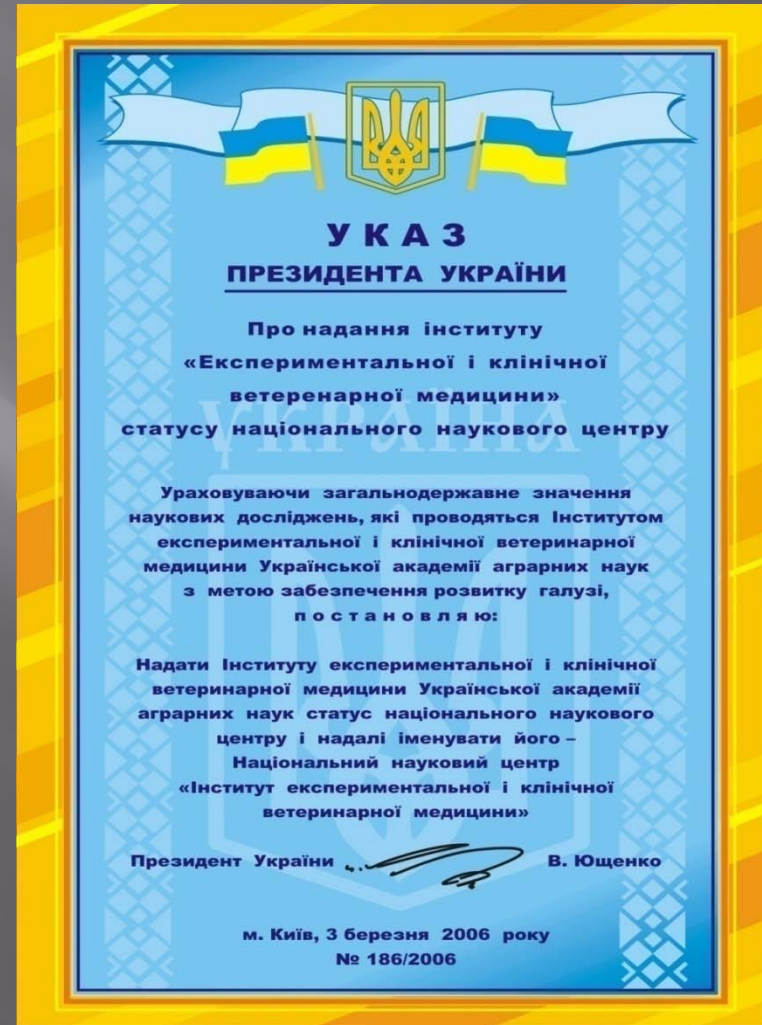 У К А З
ПРЕЗИДЕНТА УКРАЇНИ
Про надання інституту
«Експериментальної і клінічної
ветеренарної медицини»
статусу національного наукового центру
УКРАЇНА
Ураховуючи загальнодержавне значення
наукових досліджень, які проводяться Інститутом
експериментальної і клінічної ветеринарної
медицини Української академії аграрних наук
з метою забезпечення розвитку галузі,
п о с т а н о в л я ю:
Надати Інституту експериментальної і клінічної
ветеринарної медицини Української академії
аграрних наук статус національного наукового
центру і надалі іменувати його –
Національний науковий центр
«Інститут експериментальної і клінічної
ветеринарної медицини»
Президент України В. Ющенко
м. Київ, 3 березня 2006 року
№ 186/2006